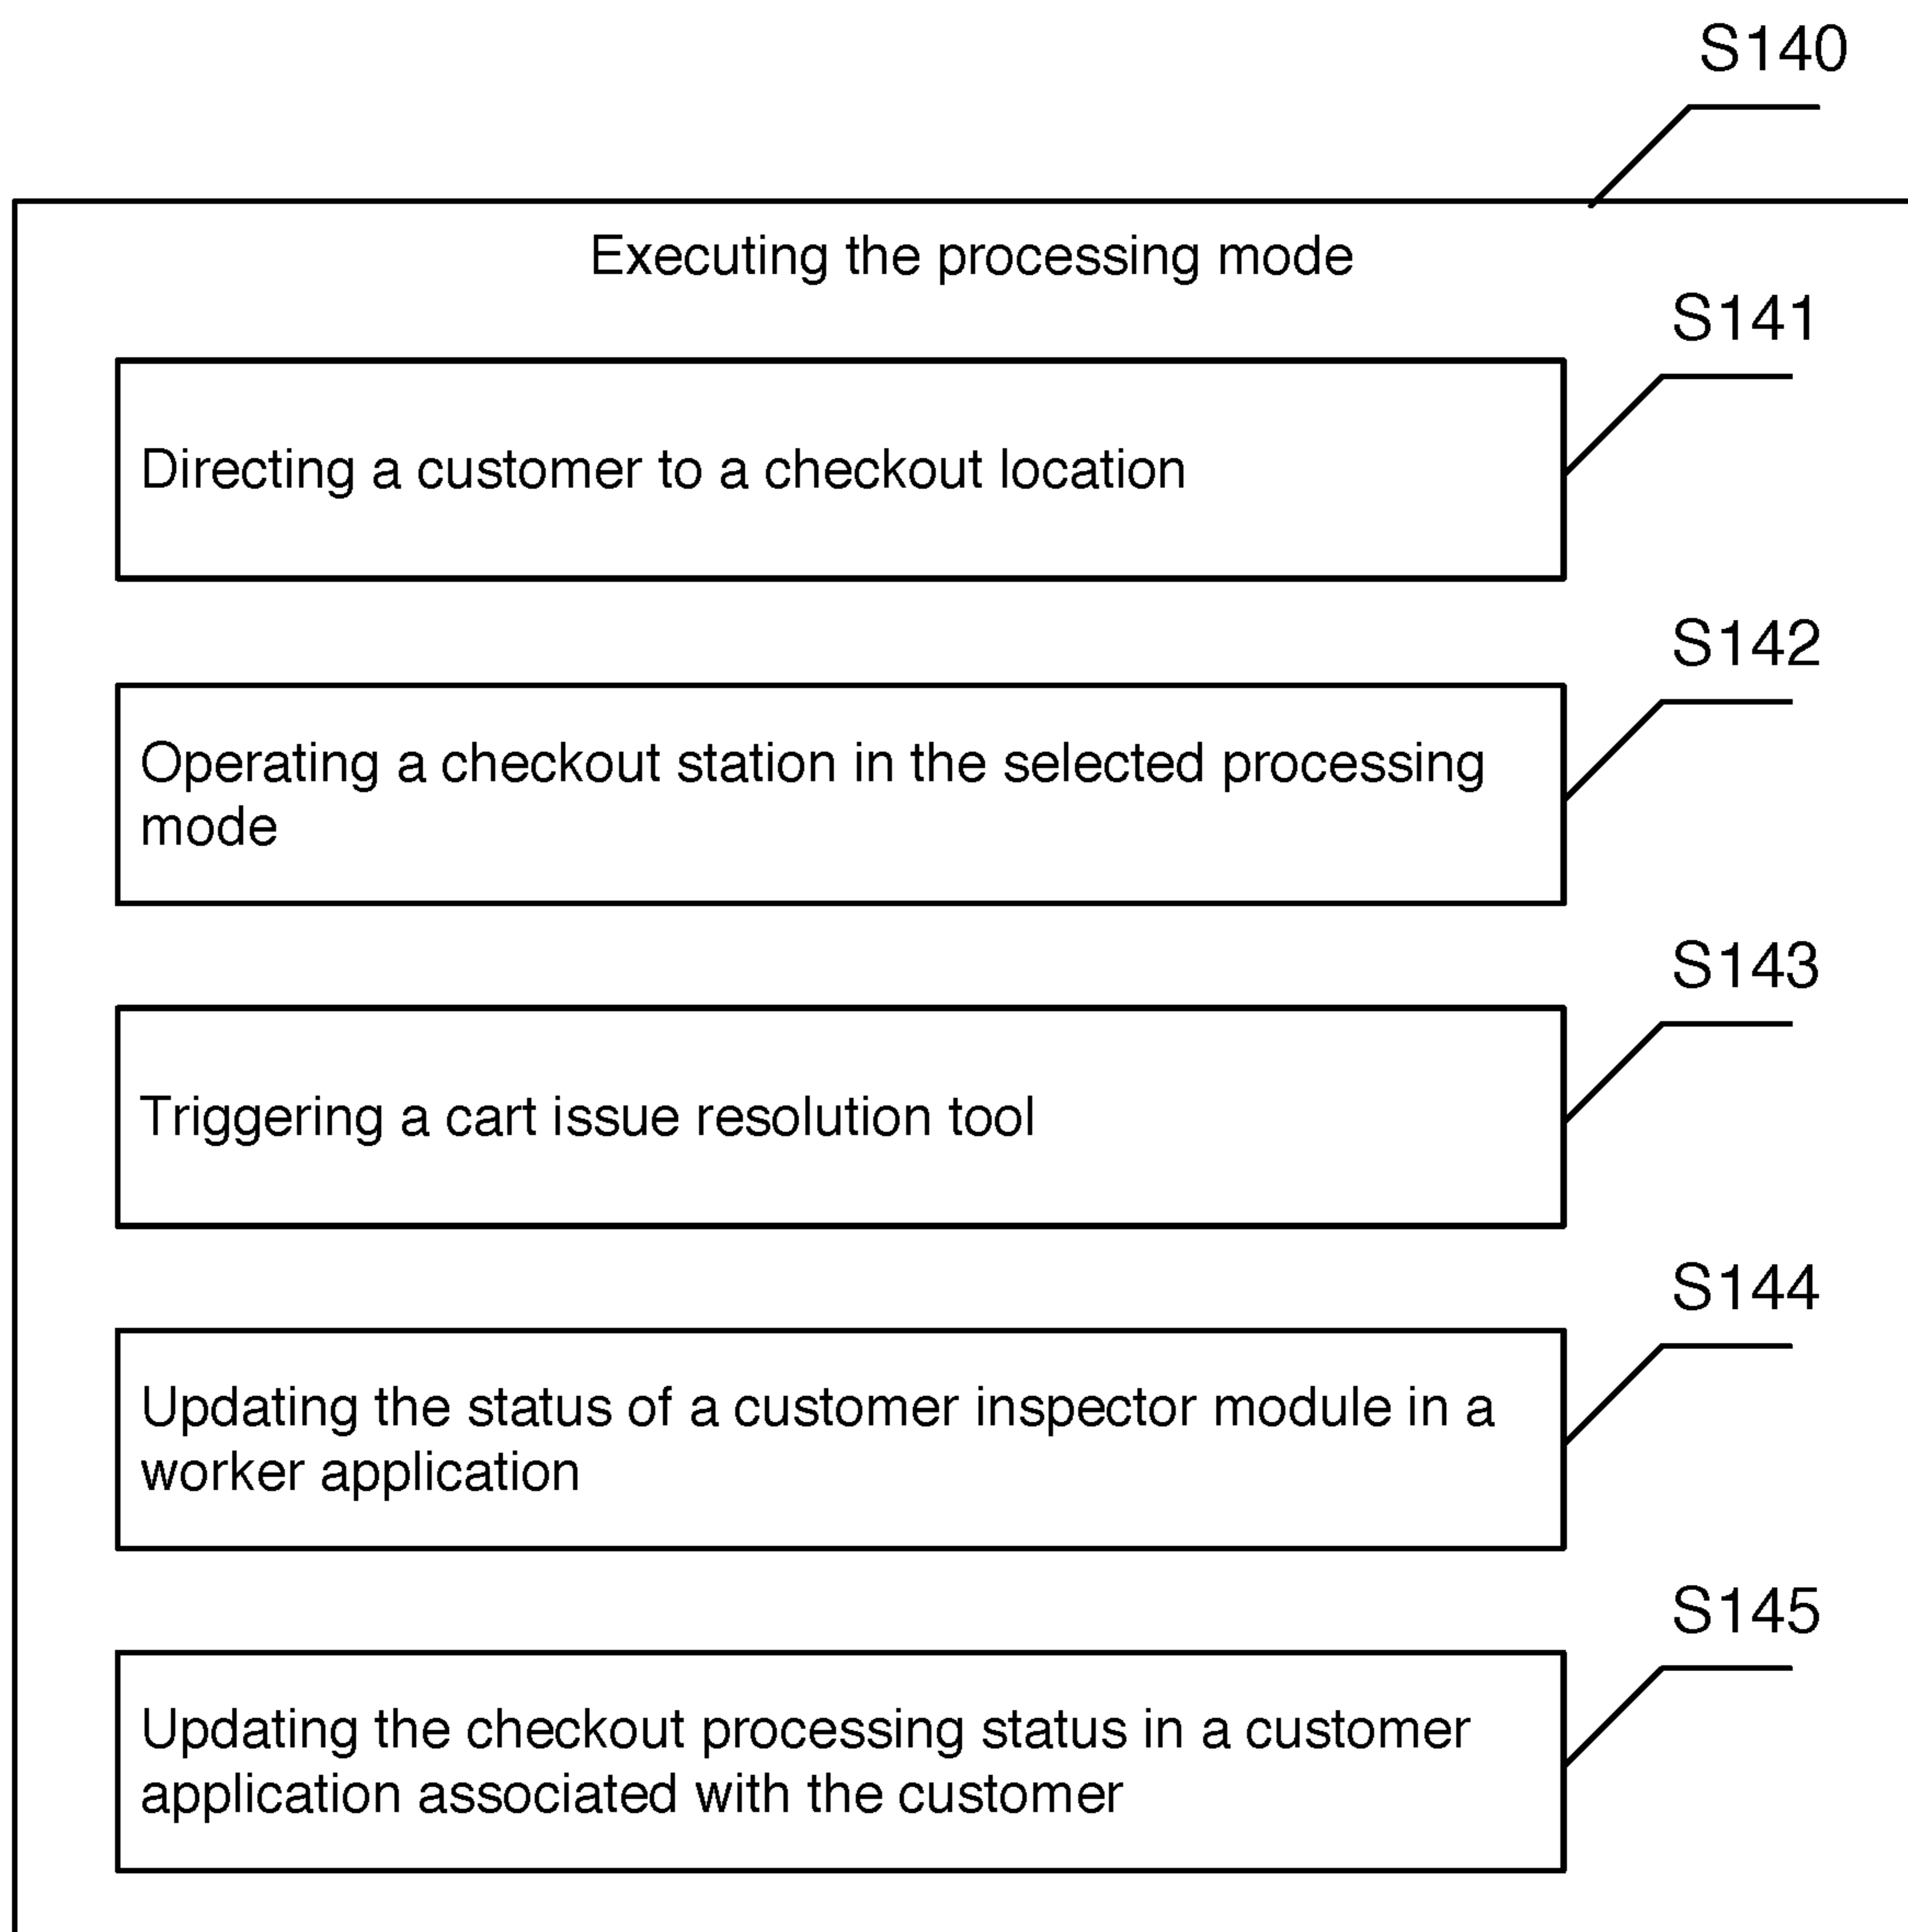 S140
Executing the processing mode
S141
Directing a customer to a checkout location
S142
Operating a checkout station in the selected processing
mode
S143
Triggering a cart issue resolution tool
S144
Updating the status of a customer inspector module in a
worker application
S145
Updating the checkout processing status in a customer
application associated with the customer